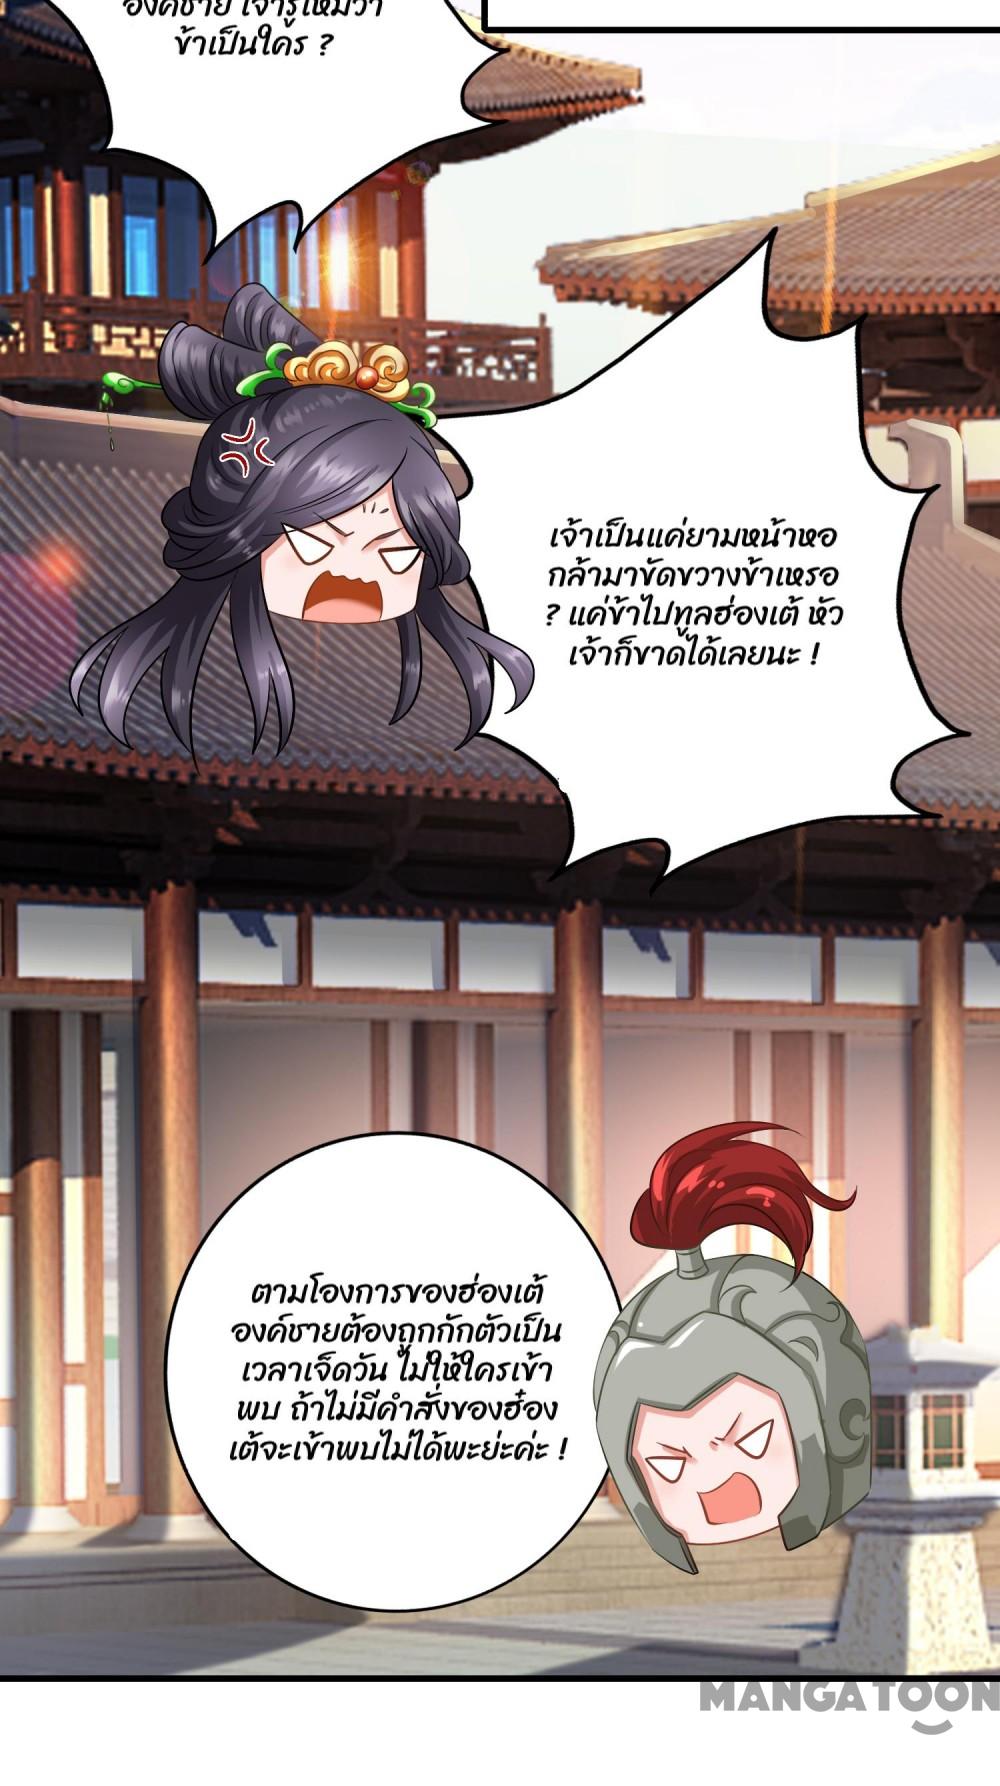 องค์ชาย เจ้ารู้ไหมว่า
ข้าเป็นใคร ?
เจ้าเป็นแค่ยามหน้าหอ
กล้ามาขัดขวางข้าเหรอ
? แค่ข้าไปทูลฮ่องเต้ หัว
เจ้าก็ขาดได้เลยนะ !
ตามโองการของฮ่องเต้
องค์ชายต้องถูกกักตัวเป็น
เวลาเจ็ดวัน ไม่ให้ใครเข้า
พบ ถ้าไม่มีคำสั่งของฮ่อง
เต้จะเข้าพบไม่ได้พะย่ะค่ะ !
MANGATOON